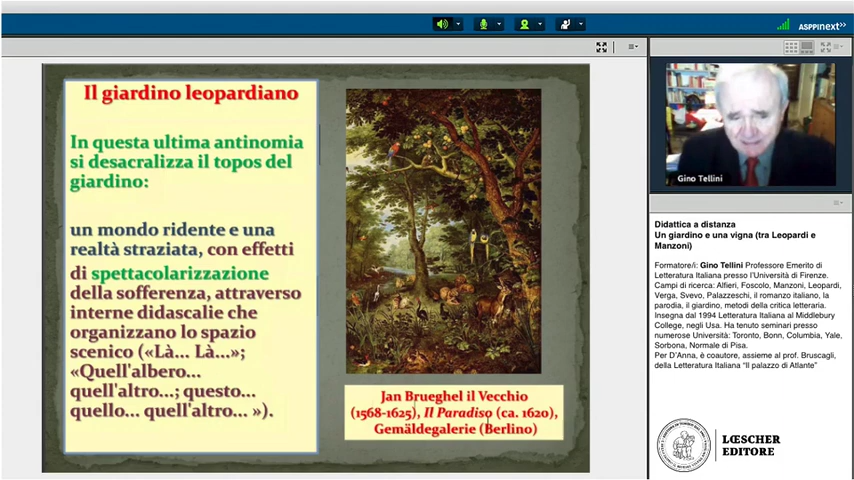 ASPPInext»
Il giardino leopardiano
In questa ultima antinomia
si desacralizza il topos del
giardino:
un mondo ridente e una
realtà straziata, con effetti
di spettacolarizzazione
della sofferenza, attraverso
interne didascalie che
organizzano lo spazio
scenico («Là... Là...»;
«Quell'albero...
quell'altro...; questo...
quello... quell'altro... »).
Jan Brueghel il Vecchio
(1568-1625), Il Paradiso (ca. 1620),
Gemäldegalerie (Berlino)
Gino Tellini
Didattica a distanza
Un giardino e una vigna (tra Leopardi e
Manzoni)
Formatore/i: Gino Tellini Professore Emerito di
Letteratura Italiana presso l'Università di Firenze.
Campi di ricerca: Alfieri, Foscolo, Manzoni, Leopardi,
Verga, Svevo, Palazzeschi, il romanzo italiano, la
parodia, il giardino, metodi della critica letteraria.
Insegna dal 1994 Letteratura Italiana al Middlebury
College, negli Usa. Ha tenuto seminari presso
numerose Università: Toronto, Bonn, Columbia, Yale,
Sorbona, Normale di Pisa.
Per D'Anna, è coautore, assieme al prof. Bruscagli,
della Letteratura Italiana "Il palazzo di Atlante"
LŒSCHER
EDITORE